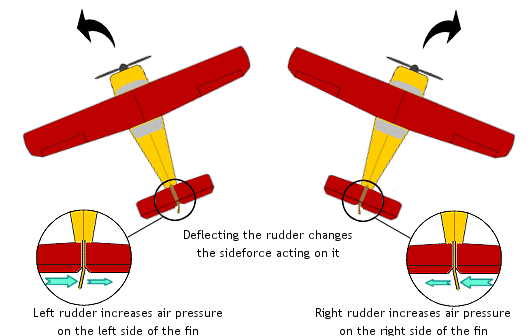 Deflecting the rudder changes
the sideforce acting on it
Left rudder increases air pressure
on the left side of the fin
Right rudder increases air pressure
on the right side of the fin